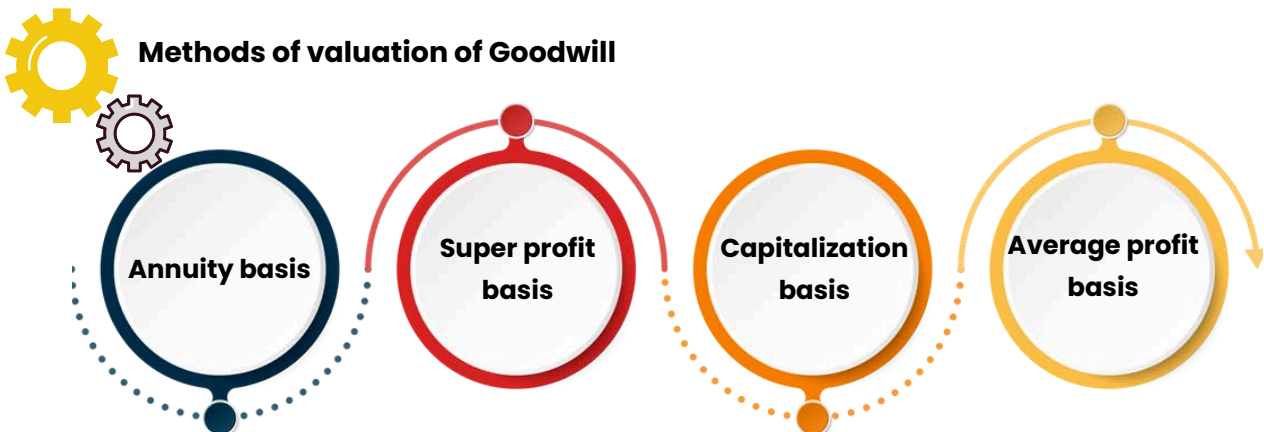 Methods of valuation of Goodwill
Annuity basis
Super profit
basis
Capitalization
basis
Average profit
basis